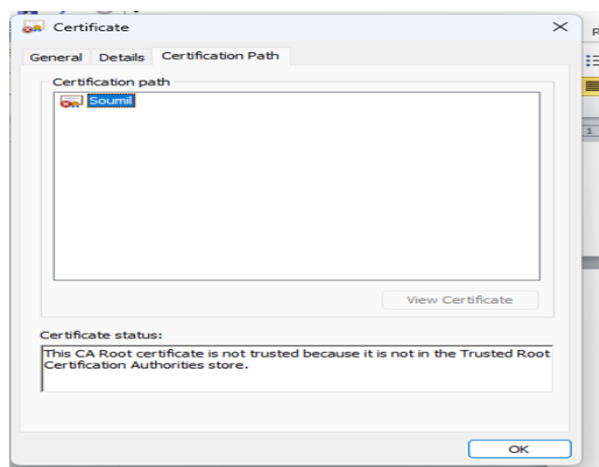 Certificate
General Details Certification Path
Certification path
Soumil
View Certificate
Certificate status:
This CA Root certificate is not trusted because it is not in the Trusted Root
Certification Authorities store.
OK
R
1